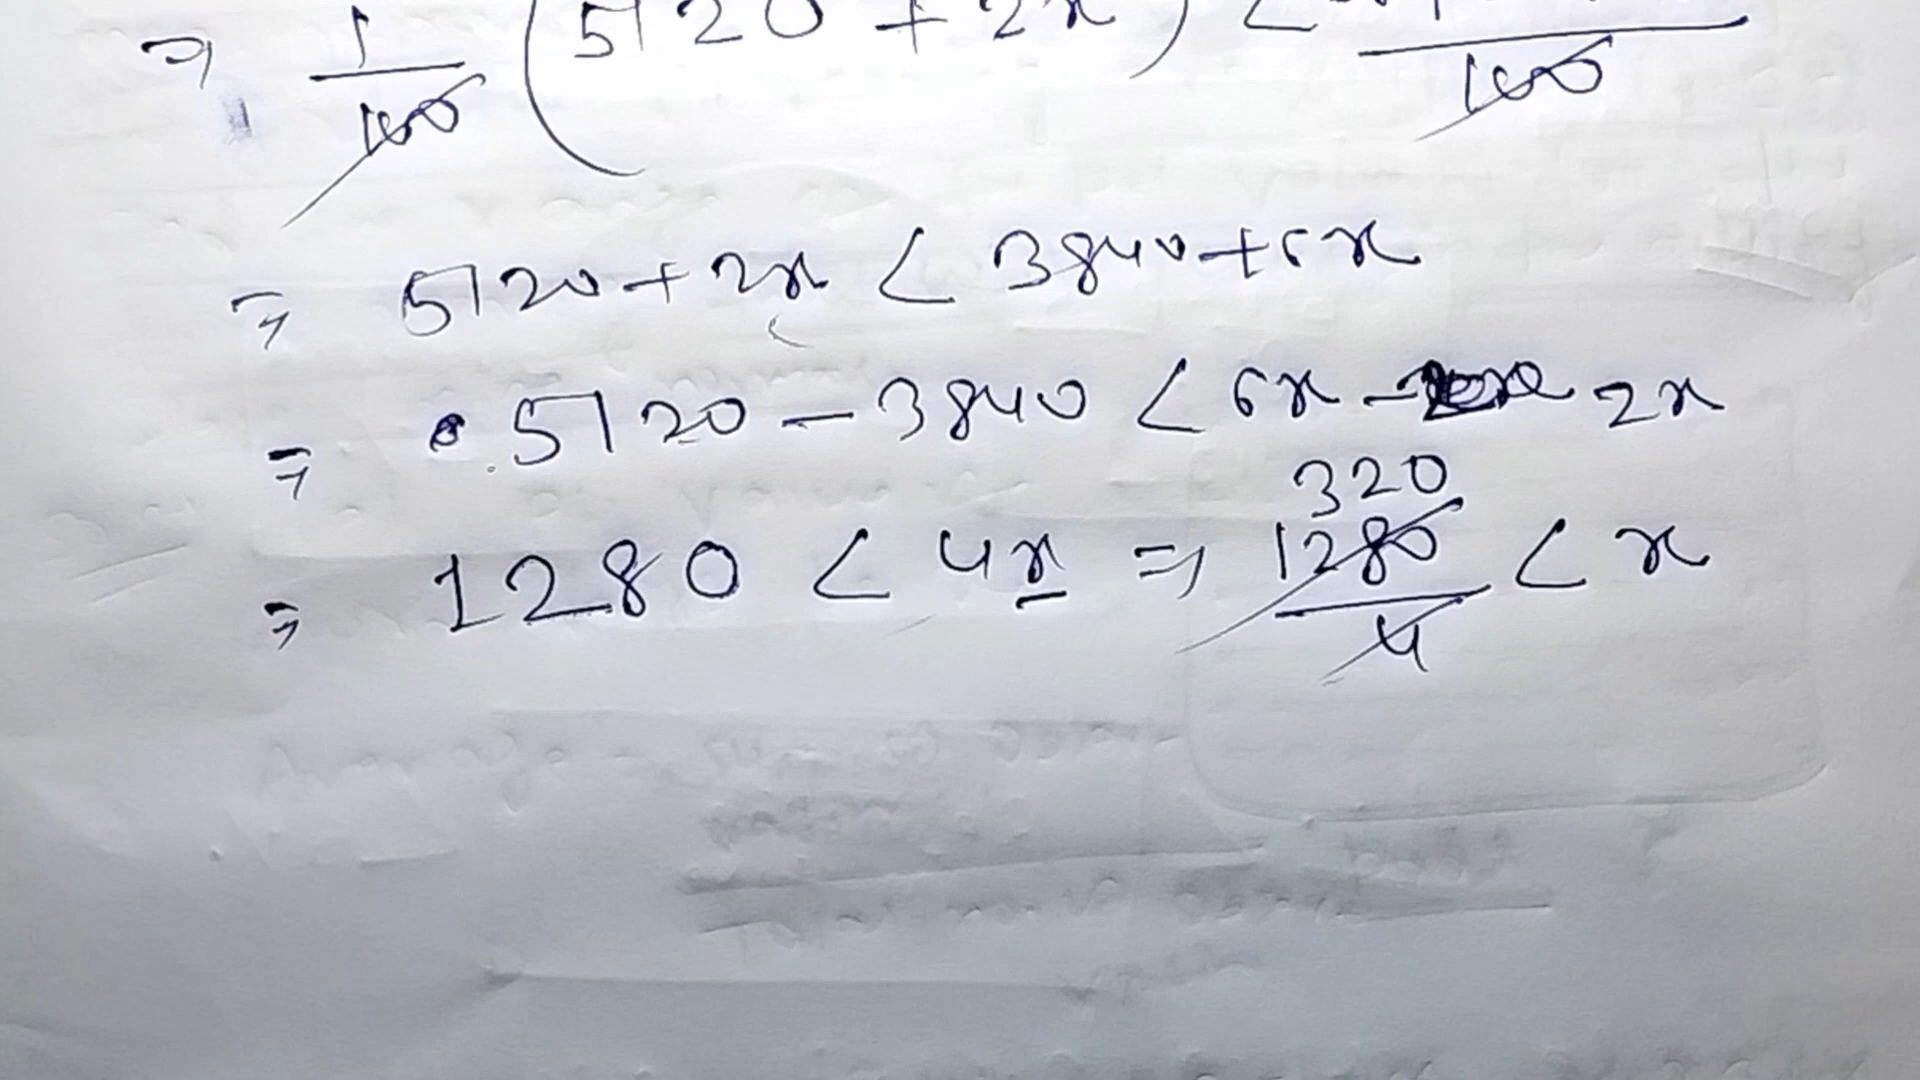 ⇒ 1/100 (5120 + 2x) < /100
⇒ 5120 + 2x < 3840 + 6x
⇒ 5120 - 3840 < 6x - 2x
320
⇒ 1280 < 4x ⇒ 1280/4 < x